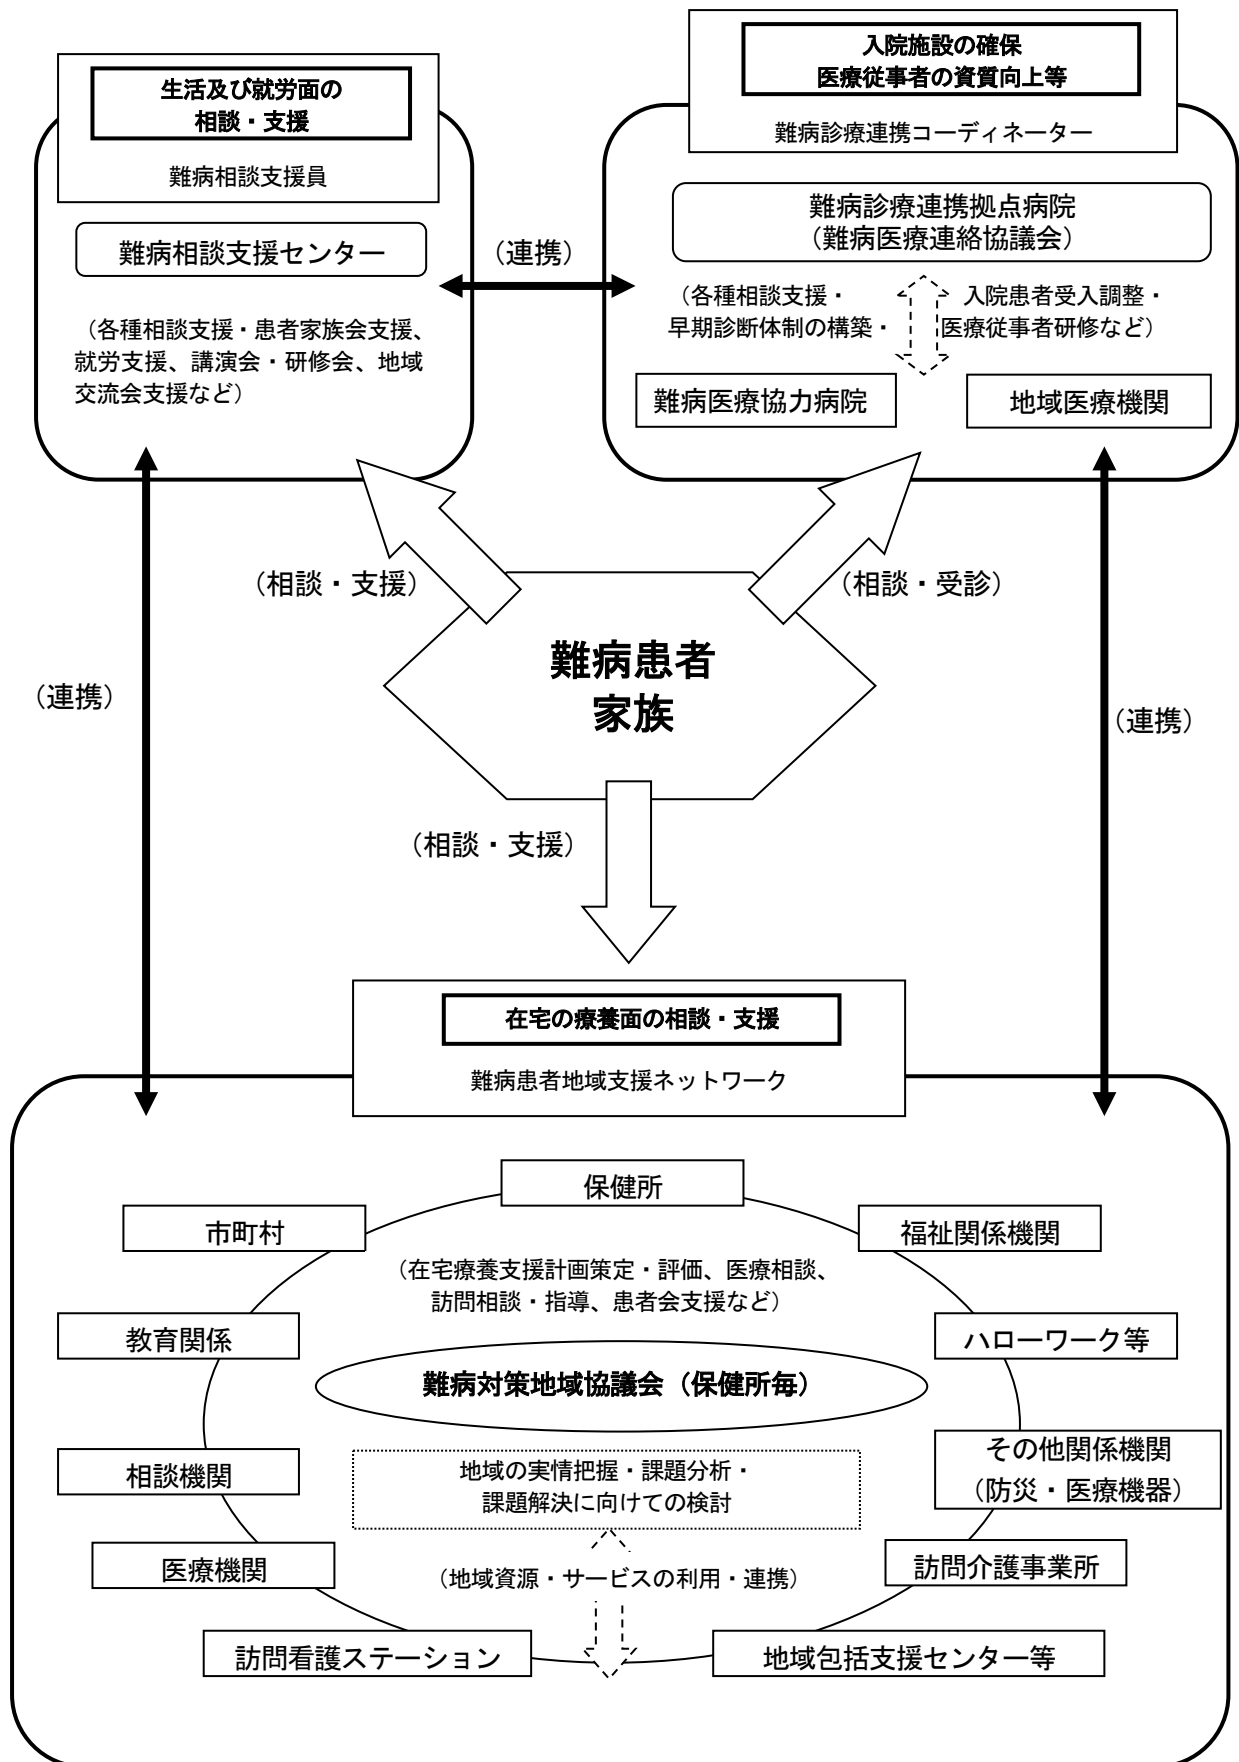 生活及び就労面の
相談・支援
難病相談支援員
難病相談支援センター
（各種相談支援・患者家族会支援、
就労支援、講演会・研修会、地域
交流会支援など）
（連携）
入院施設の確保
医療従事者の資質向上等
難病診療連携コーディネーター
難病診療連携拠点病院
（難病医療連絡協議会）
（各種相談支援・
早期診断体制の構築・
入院患者受入調整・
医療従事者研修など）
難病医療協力病院
地域医療機関
（相談・支援）
（相談・受診）
難病患者
家族
（連携）
（連携）
（相談・支援）
在宅の療養面の相談・支援
難病患者地域支援ネットワーク
保健所
市町村
福祉関係機関
（在宅療養支援計画策定・評価、医療相談、
訪問相談・指導、患者会支援など）
教育関係
ハローワーク等
難病対策地域協議会（保健所毎）
相談機関
地域の実情把握・課題分析・
課題解決に向けての検討
その他関係機関
（防災・医療機器）
医療機関
（地域資源・サービスの利用・連携）
訪問介護事業所
訪問看護ステーション
地域包括支援センター等